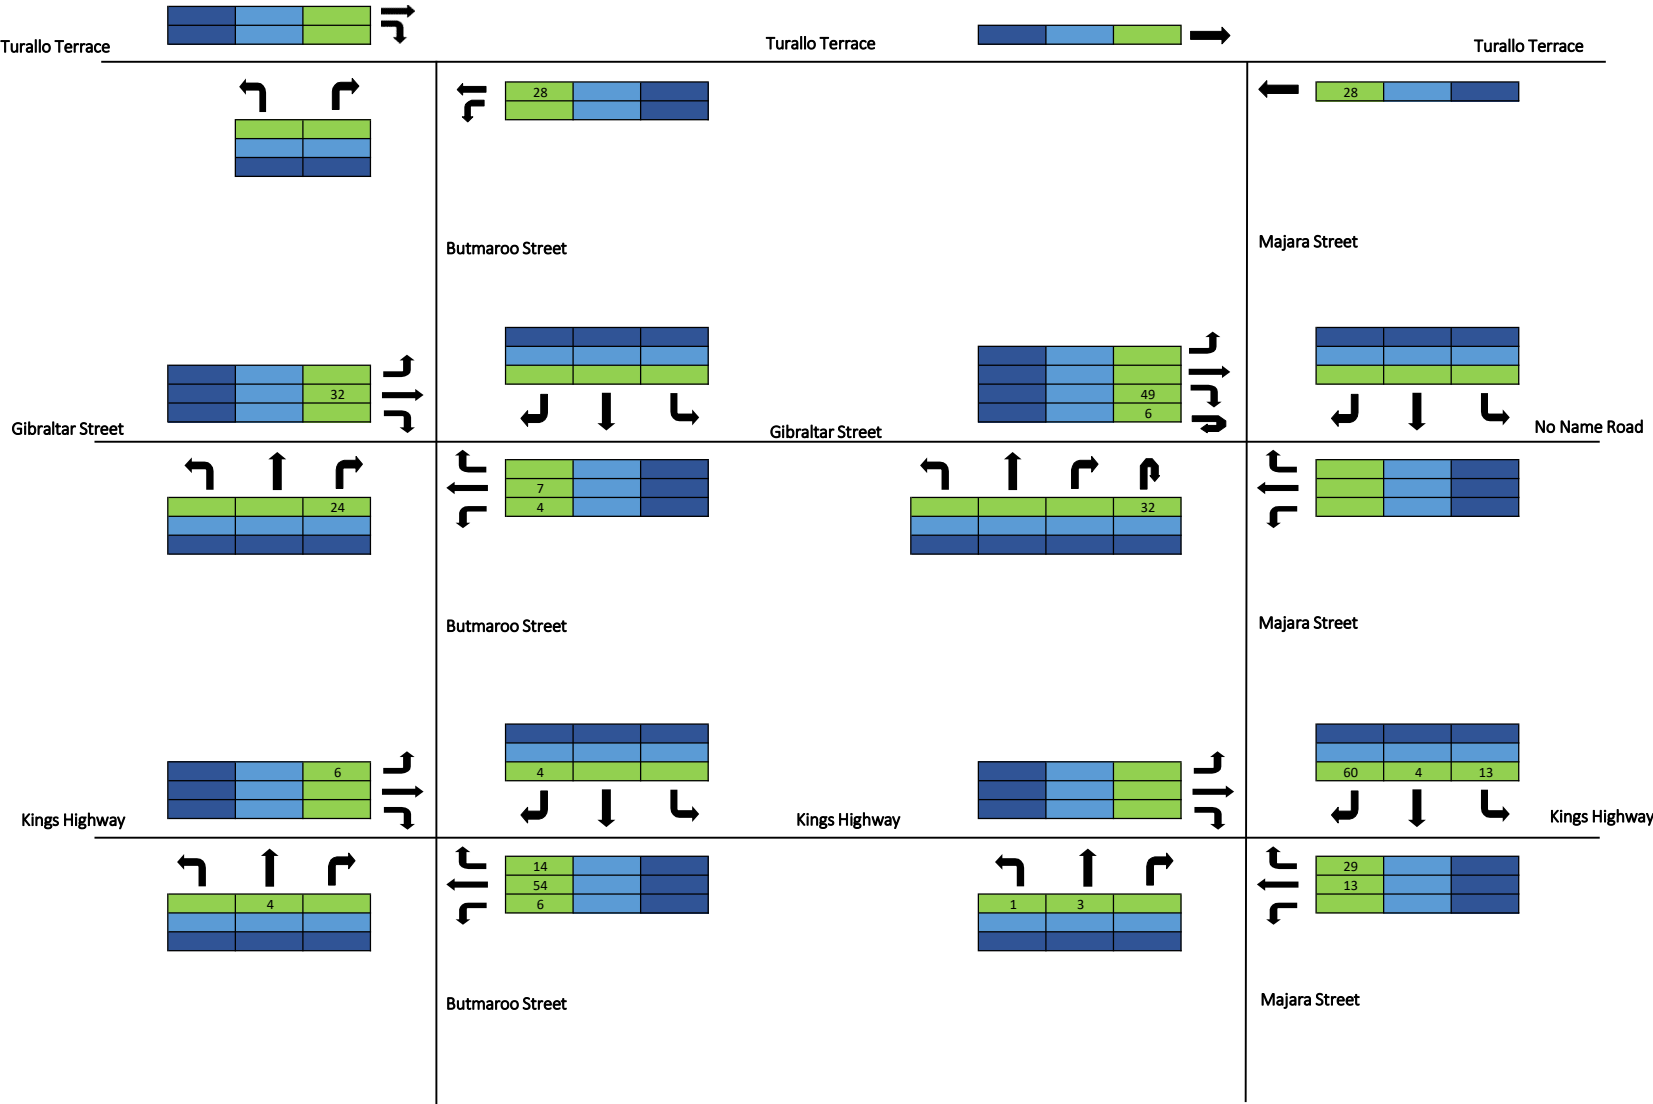 Turallo Terrace
Turallo Terrace
Turallo Terrace
28
28
Butmaroo Street
Majara Street
32
49
6
Gibraltar Street
Gibraltar Street
No Name Road
7
4
24
32
Butmaroo Street
Majara Street
6
4
60 4 13
Kings Highway
Kings Highway
Kings Highway
14
54
6
29
13
4
1 3
Butmaroo Street
Majara Street